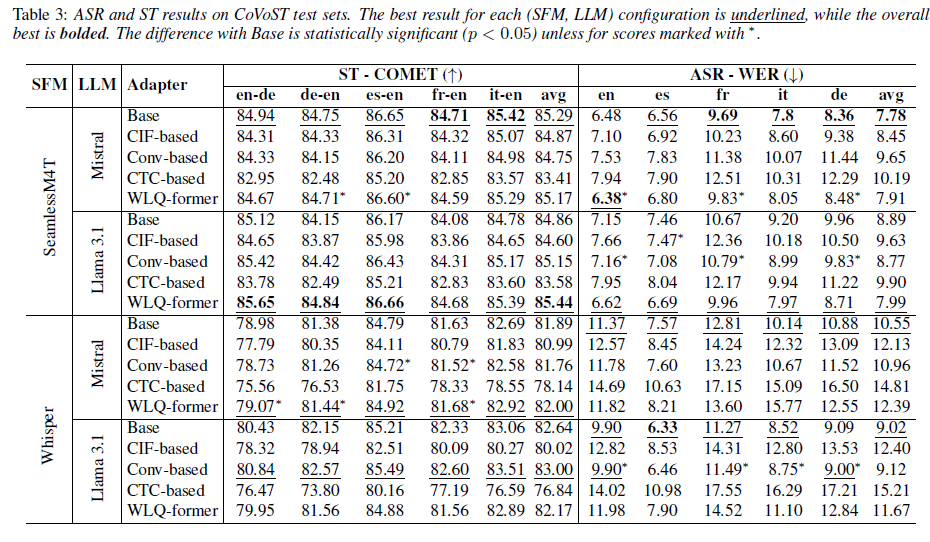 Table 3: ASR and ST results on CoVoST test sets. The best result for each (SFM, LLM) configuration is underlined, while the overall
best is bolded. The difference with Base is statistically significant (p < 0.05) unless for scores marked with *.
SFM LLM Adapter ST - COMET (↑) ASR - WER (↓)
en-de de-en es-en fr-en it-en avg en es fr it de avg
SeamlessM4T
Mistral
Base 84.94 84.75 86.65 84.71 85.42 85.29 6.48 6.56 9.69 7.8 8.36 7.78
CIF-based 84.31 84.33 86.31 84.32 85.07 84.87 7.10 6.92 10.23 8.60 9.38 8.45
Conv-based 84.33 84.15 86.20 84.11 84.98 84.75 7.53 7.83 11.38 10.07 11.44 9.65
CTC-based 82.95 82.48 85.20 82.85 83.57 83.41 7.94 7.90 12.51 10.31 12.29 10.19
WLQ-former 84.67 84.71* 86.60* 84.59 85.29 85.17 6.38* 6.80 9.83* 8.05 8.48* 7.91
Llama 3.1
Base 85.12 84.15 86.17 84.08 84.78 84.86 7.15 7.46 10.67 9.20 9.96 8.89
CIF-based 84.65 83.87 85.98 83.86 84.65 84.60 7.66 7.47* 12.36 10.18 10.50 9.63
Conv-based 85.42 84.42 86.43 84.31 85.17 85.15 7.16* 7.08 10.79* 8.99 9.83* 8.77
CTC-based 83.78 82.49 85.21 82.83 83.60 83.58 7.95 8.04 12.17 9.94 11.22 9.90
WLQ-former 85.65 84.84 86.66 84.68 85.39 85.44 6.62 6.69 9.96 7.97 8.71 7.99
Whisper
Mistral
Base 78.98 81.38 84.79 81.63 82.69 81.89 11.37 7.57 12.81 10.14 10.88 10.55
CIF-based 77.79 80.35 84.11 80.79 81.83 80.99 12.57 8.45 14.24 12.32 13.09 12.13
Conv-based 78.73 81.26 84.72* 81.52* 82.58 81.76 11.78 7.60 13.23 10.67 11.52 10.96
CTC-based 75.56 76.53 81.75 78.33 78.55 78.14 14.69 10.63 17.15 15.09 16.50 14.81
WLQ-former 79.07* 81.44* 84.92 81.68* 82.92 82.00 11.82 8.21 13.60 15.77 12.55 12.39
Llama 3.1
Base 80.43 82.15 85.21 82.33 83.06 82.64 9.90 6.33 11.27 8.52 9.09 9.02
CIF-based 78.32 78.94 82.51 80.09 80.27 80.02 12.82 8.53 14.31 12.80 13.53 12.40
Conv-based 80.84 82.57 85.49 82.60 83.51 83.00 9.90* 6.46 11.49* 8.75* 9.00* 9.12
CTC-based 76.47 73.80 80.16 77.19 76.59 76.84 14.02 10.98 17.55 16.29 17.21 15.21
WLQ-former 79.95 81.56 84.88 81.56 82.89 82.17 11.98 7.90 14.52 11.10 12.84 11.67